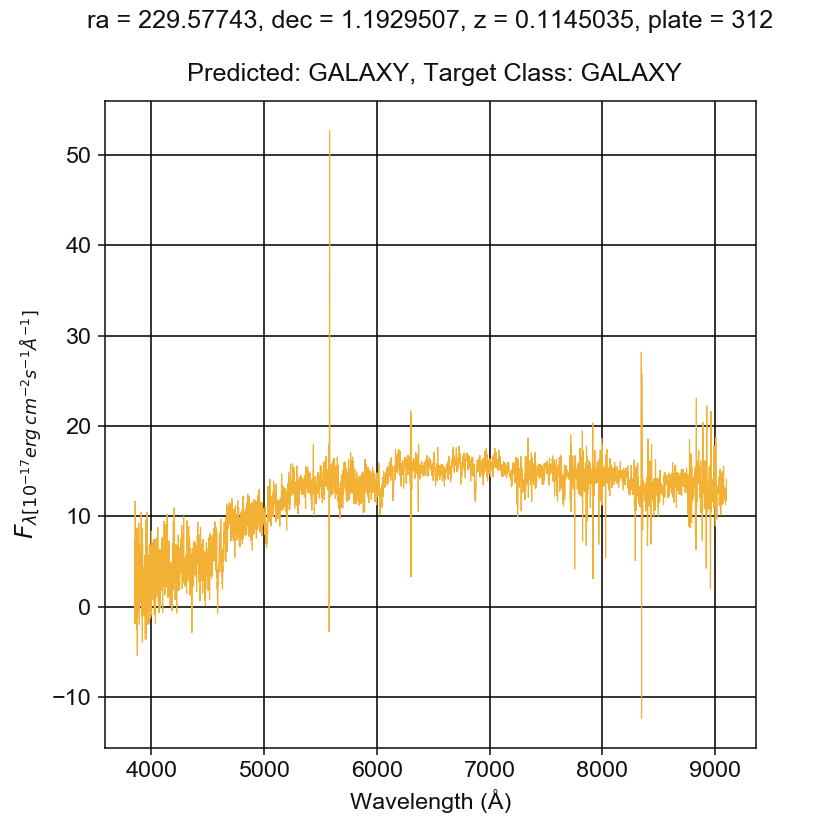 ra = 229.57743, dec = 1.1929507, z = 0.1145035, plate = 312
Predicted: GALAXY, Target Class: GALAXY
50
40
30
20
10
0
−10
F_λ[10^{−17} erg cm^{−2} s^{−1} Å^{−1}]
4000 5000 6000 7000 8000 9000
Wavelength (Å)